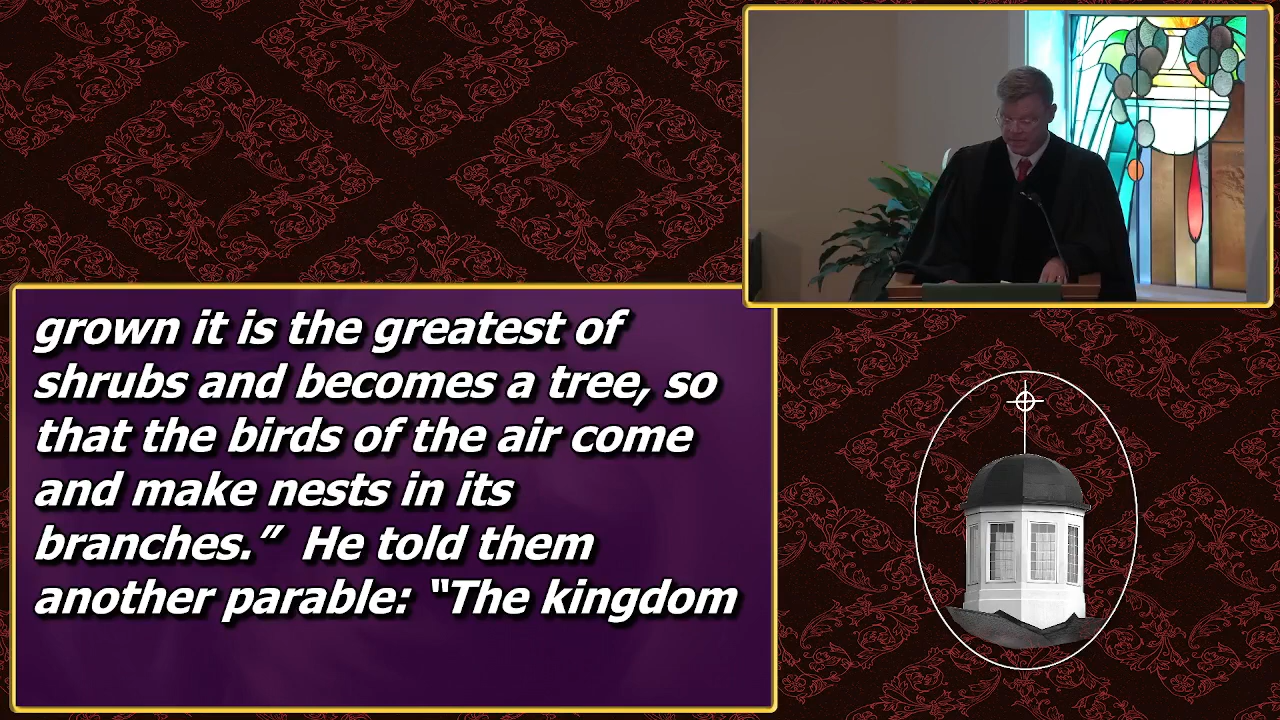 grown it is the greatest of
shrubs and becomes a tree, so
that the birds of the air come
and make nests in its
branches.”  He told them
another parable: “The kingdom